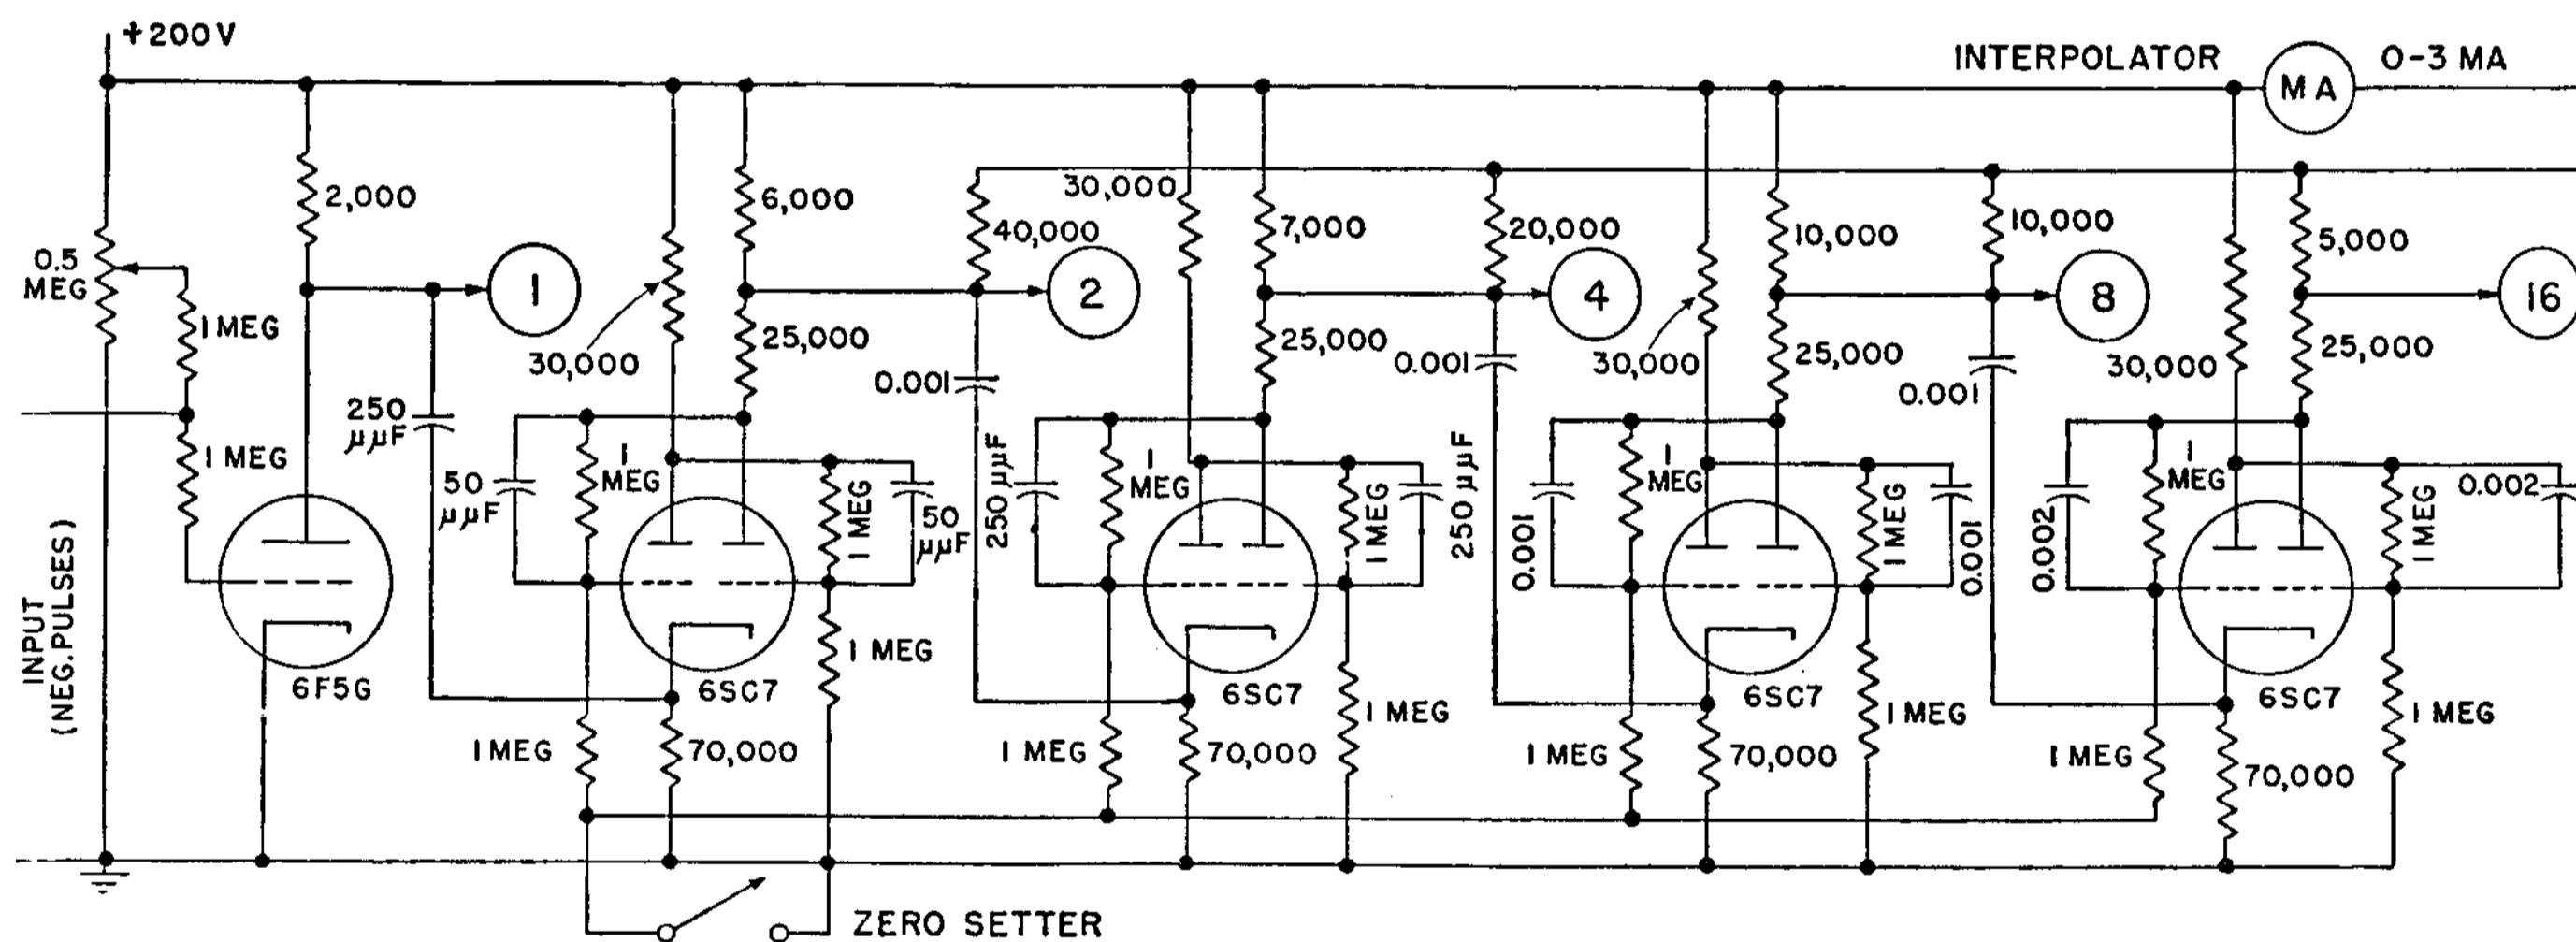 +200V
INTERPOLATOR
MA
0-3 MA
2,000
6,000
30,000
7,000
40,000
20,000
10,000
10,000
5,000
0.5 MEG
1 MEG
1
2
4
8
16
30,000
25,000
0.001
25,000
0.001
30,000
25,000
0.001
30,000
25,000
250 μμF
1 MEG
50 μμF
1 MEG
1 MEG
50 μμF
250 μμF
1 MEG
1 MEG
250 μμF
0.001
1 MEG
1 MEG
0.001
0.002
1 MEG
1 MEG
0.002
INPUT
(NEG. PULSES)
6F5G
6SC7
1 MEG
6SC7
1 MEG
6SC7
1 MEG
6SC7
1 MEG
1 MEG
70,000
1 MEG
70,000
1 MEG
70,000
1 MEG
70,000
ZERO SETTER